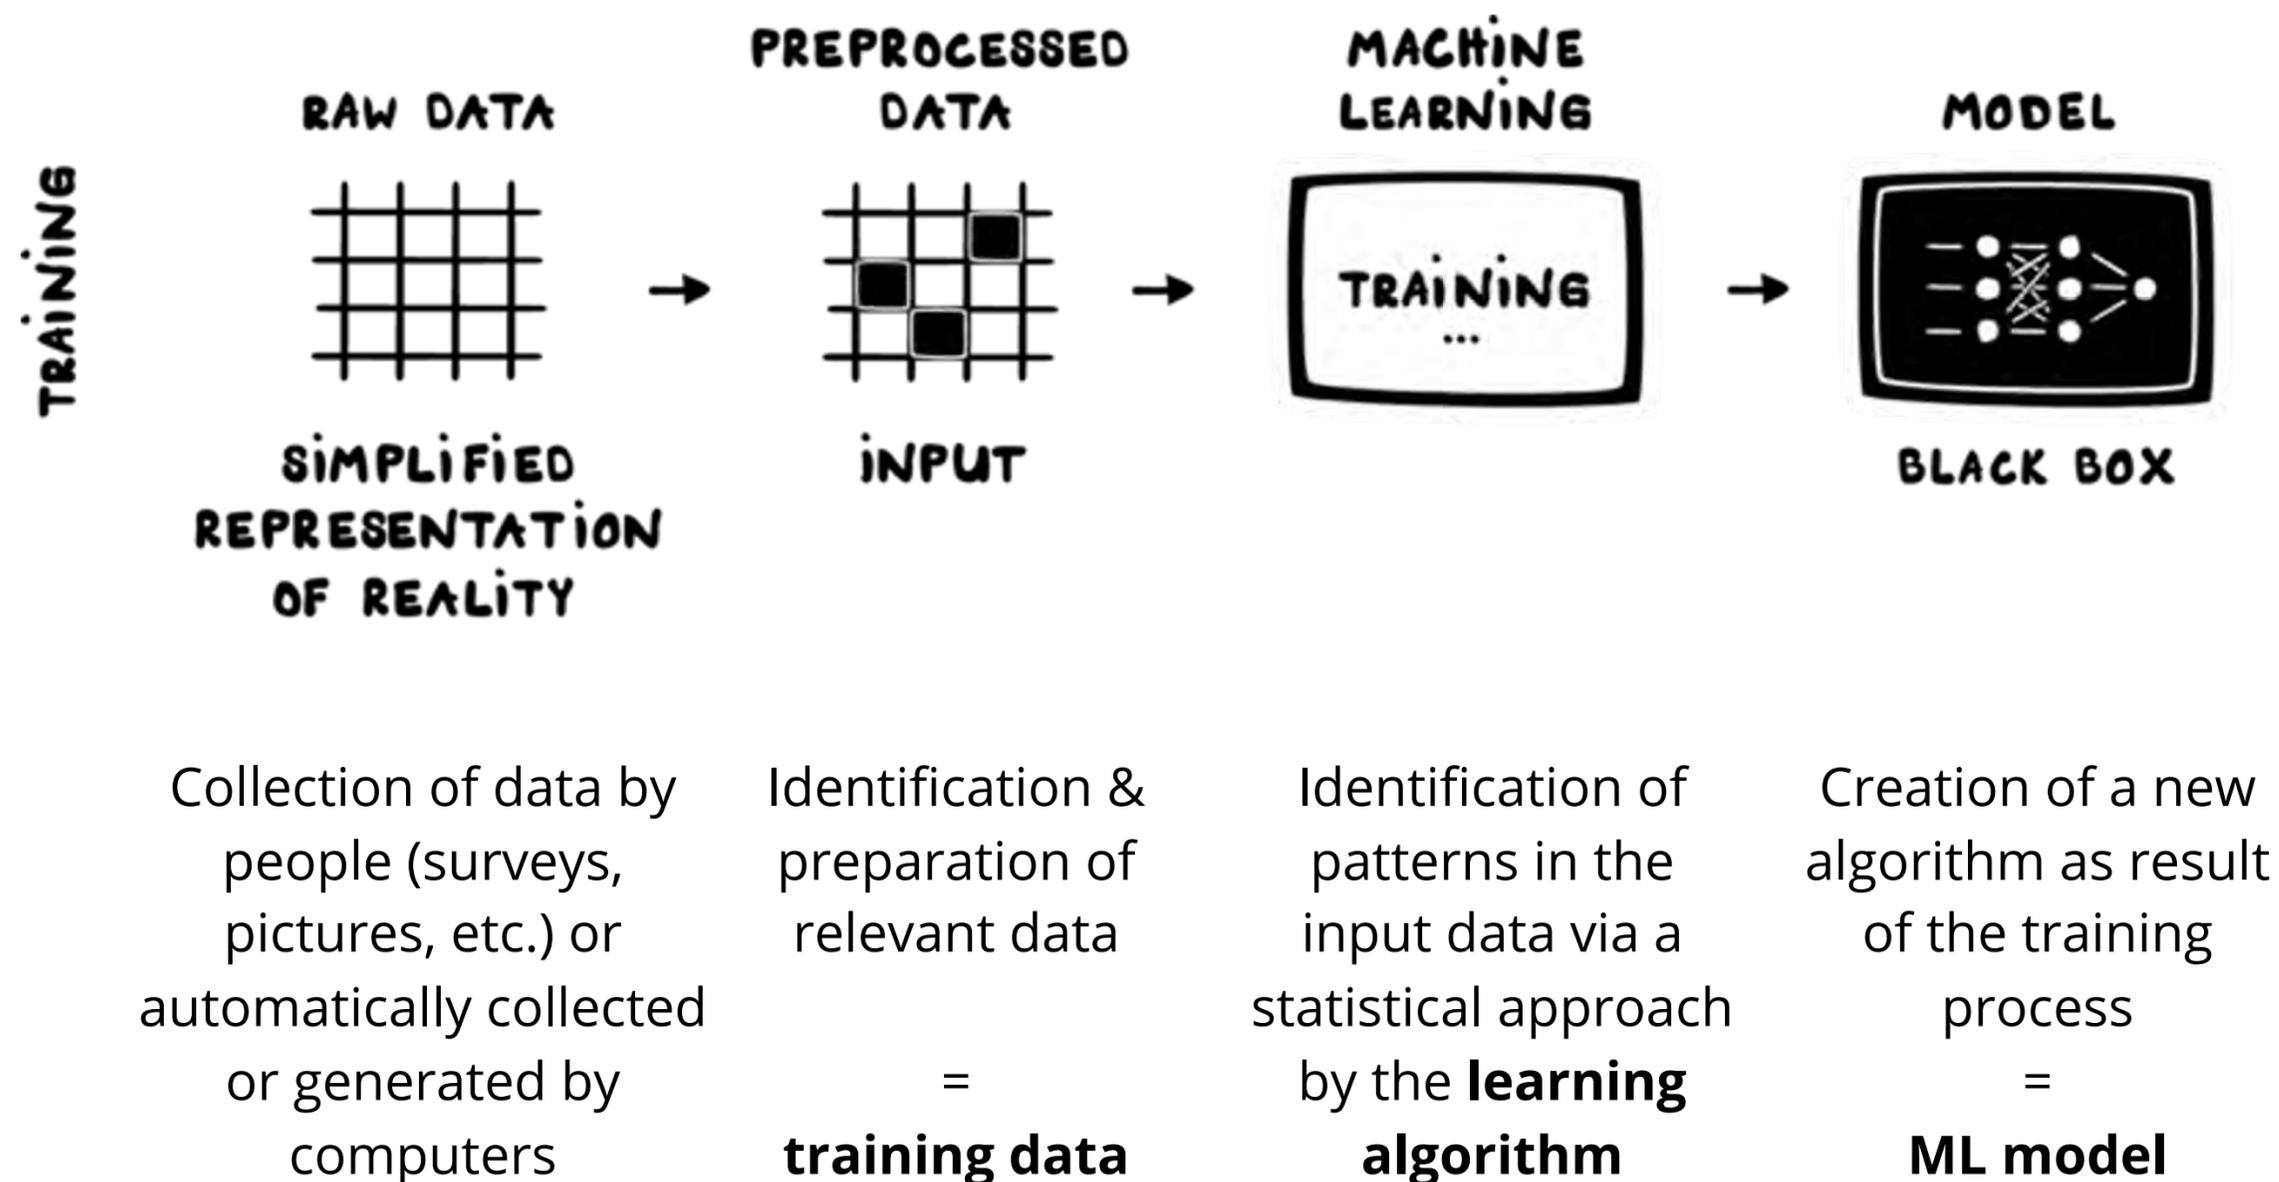 TRAINING
RAW DATA
SIMPLIFIED
REPRESENTATION
OF REALITY
PREPROCESSED
DATA
INPUT
MACHINE
LEARNING
TRAINING
...
MODEL
BLACK BOX
Collection of data by
people (surveys,
pictures, etc.) or
automatically collected
or generated by
computers
Identification &
preparation of
relevant data
=
training data
Identification of
patterns in the
input data via a
statistical approach
by the learning
algorithm
Creation of a new
algorithm as result
of the training
process
=
ML model